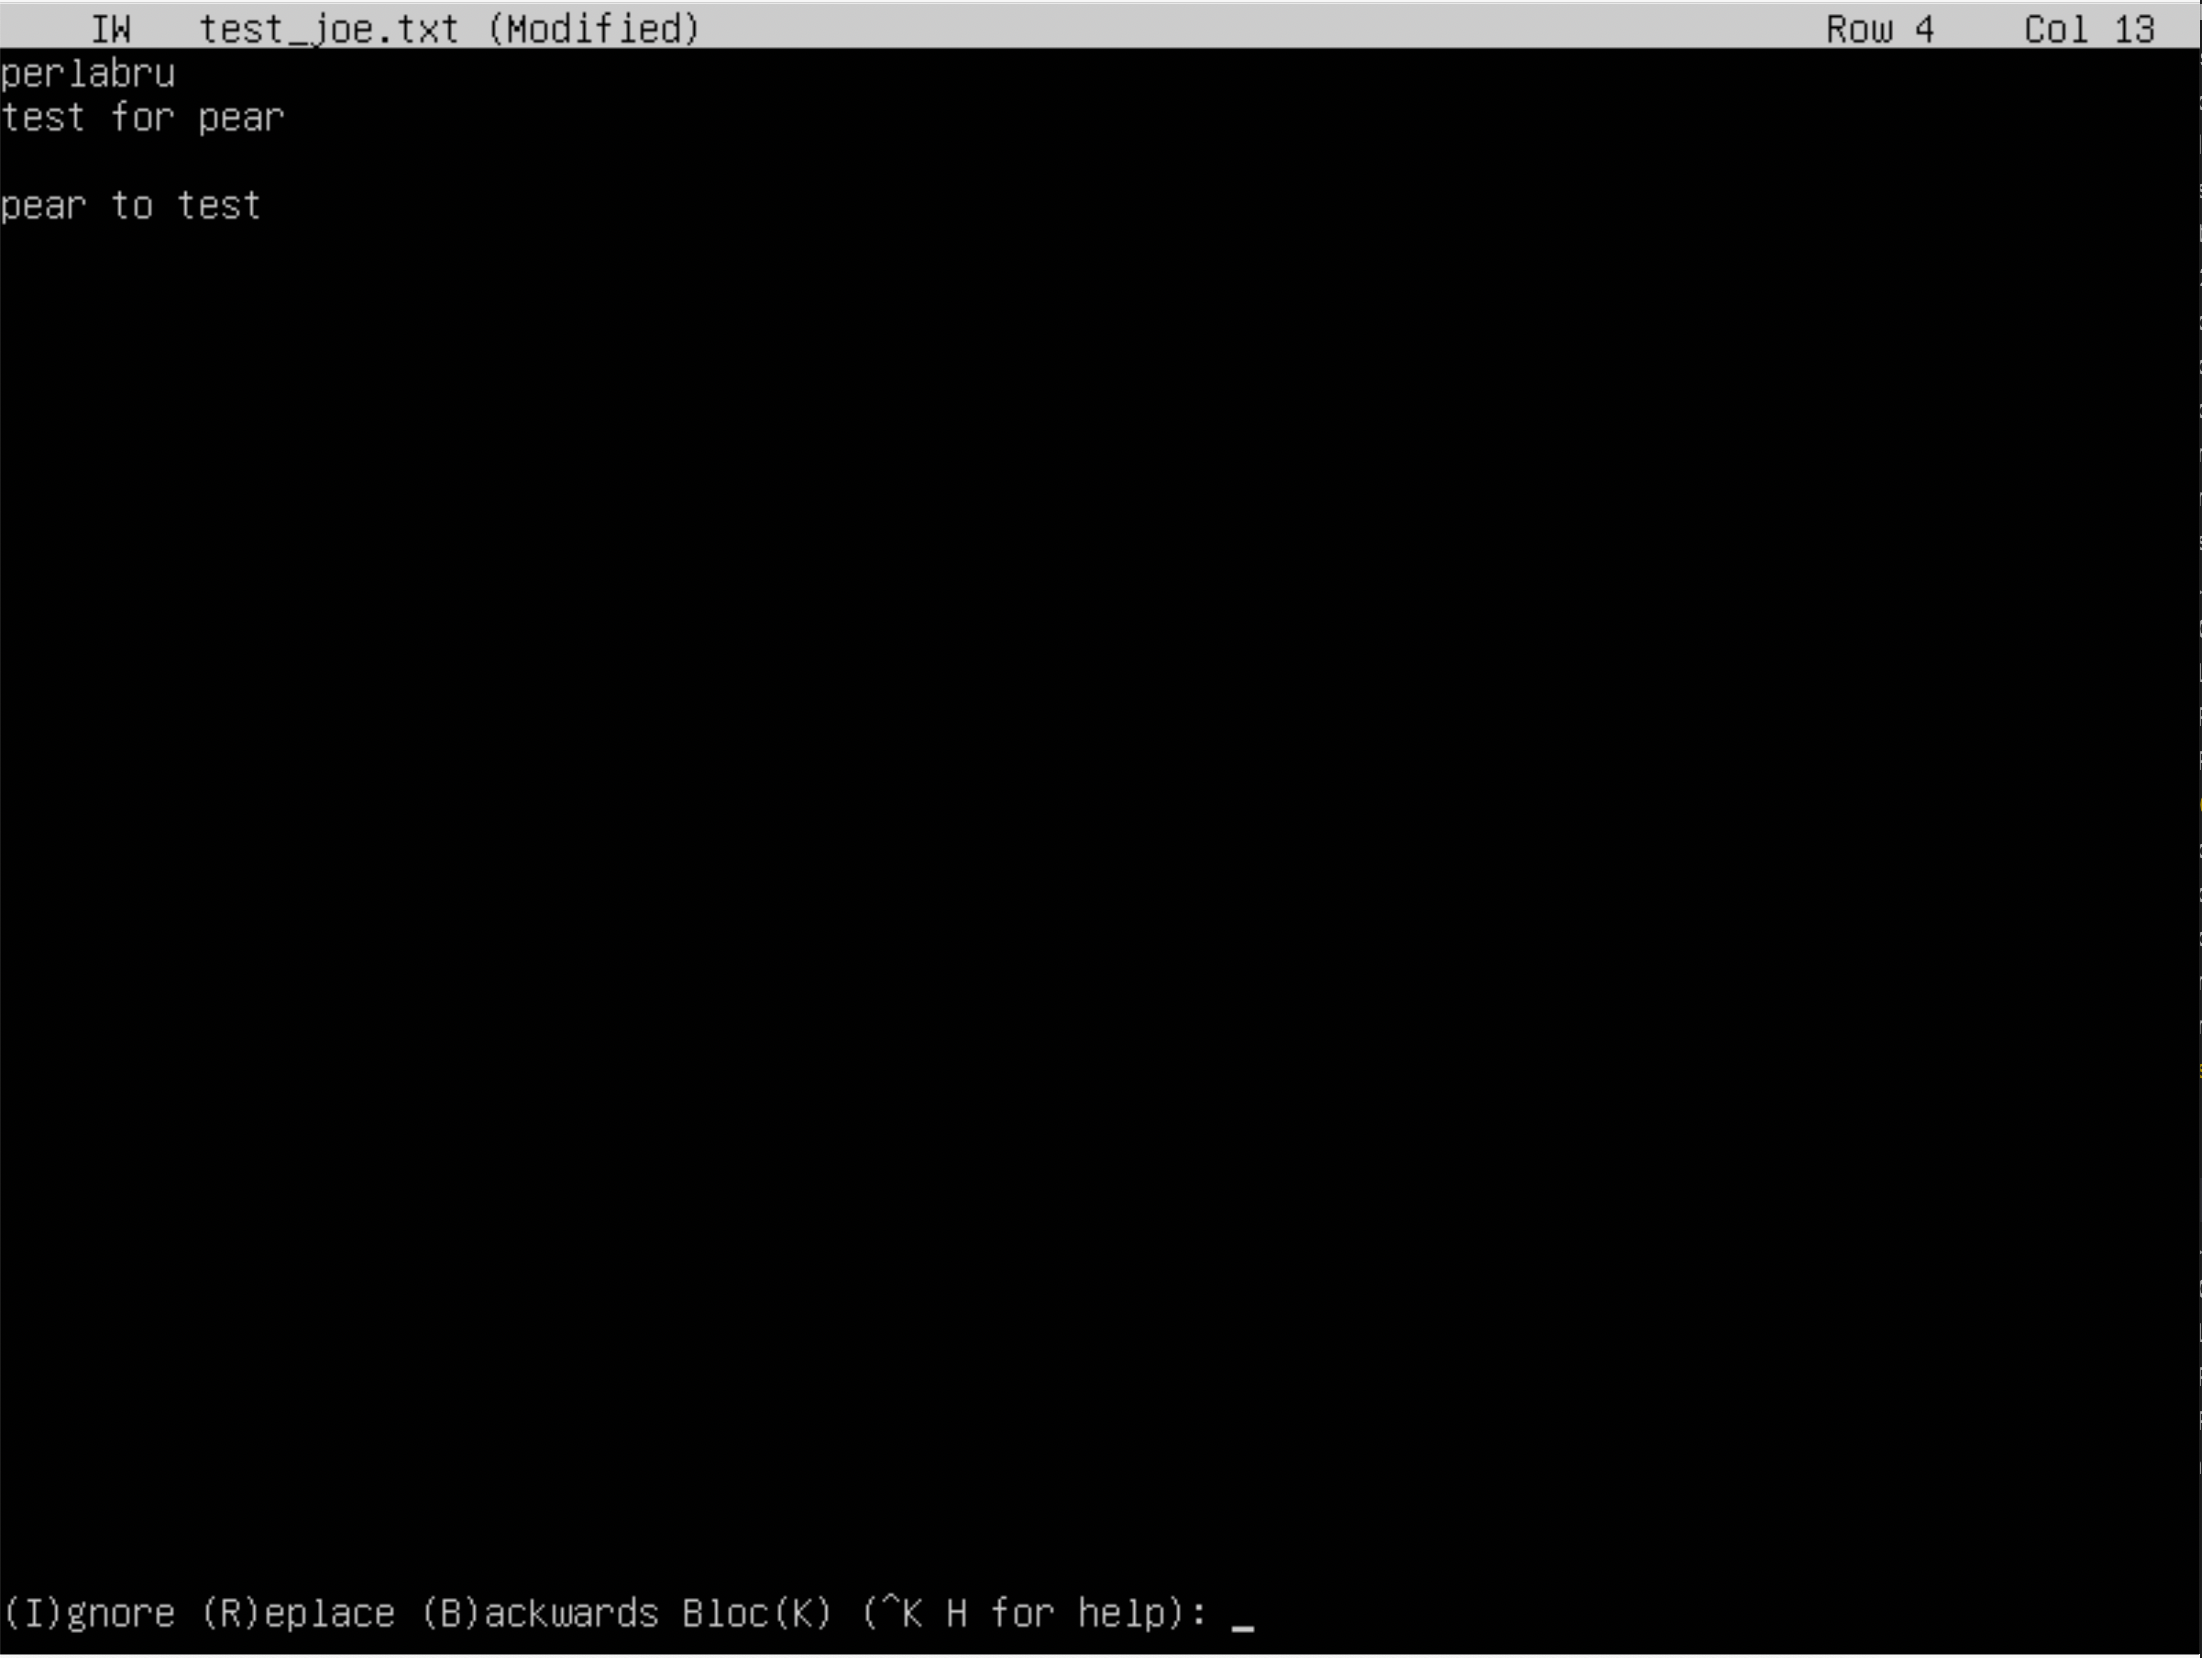 IW test_joe.txt (Modified) Row 4 Col 13
perlabru
test for pear
pear to test
(I)gnore (R)eplace (B)ackwards Bloc(K) (^K H for help): _